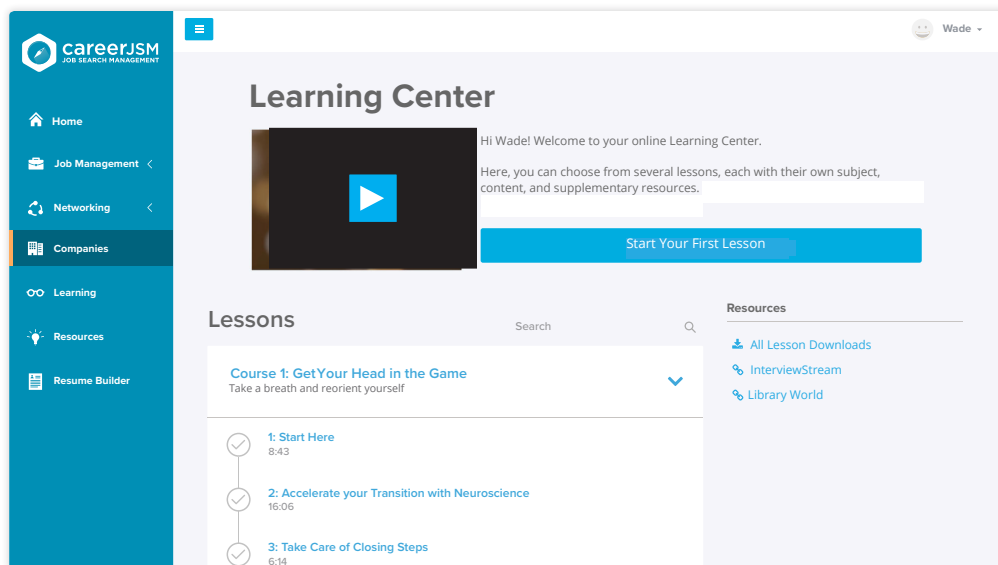 careerJSM
JOB SEARCH MANAGEMENT
Wade
Home
Job Management
Networking
Companies
Learning
Resources
Resume Builder
Learning Center
Hi Wade! Welcome to your online Learning Center.
Here, you can choose from several lessons, each with their own subject,
content, and supplementary resources.
Start Your First Lesson
Lessons
Search
Course 1: GetYour Head in the Game
Take a breath and reorient yourself
1: Start Here
8:43
2: Accelerate your Transition with Neuroscience
16:06
3: Take Care of Closing Steps
6:14
Resources
All Lesson Downloads
InterviewStream
Library World